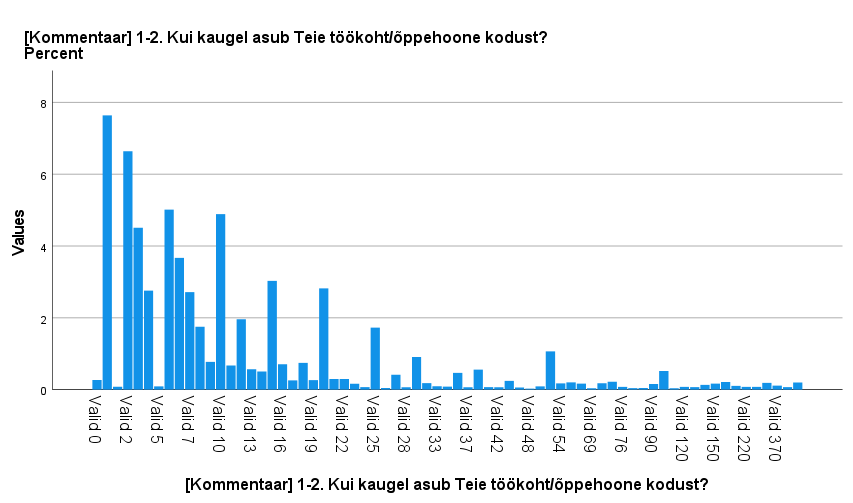 [Kommentaar] 1-2. Kui kaugel asub Teie töökoht/õppehoone kodust?
Percent
8
6
4
2
0
Values
Valid 0
Valid 2
Valid 5
Valid 7
Valid 10
Valid 13
Valid 16
Valid 19
Valid 22
Valid 25
Valid 28
Valid 33
Valid 37
Valid 42
Valid 48
Valid 54
Valid 69
Valid 76
Valid 90
Valid 120
Valid 150
Valid 220
Valid 370
[Kommentaar] 1-2. Kui kaugel asub Teie töökoht/õppehoone kodust?